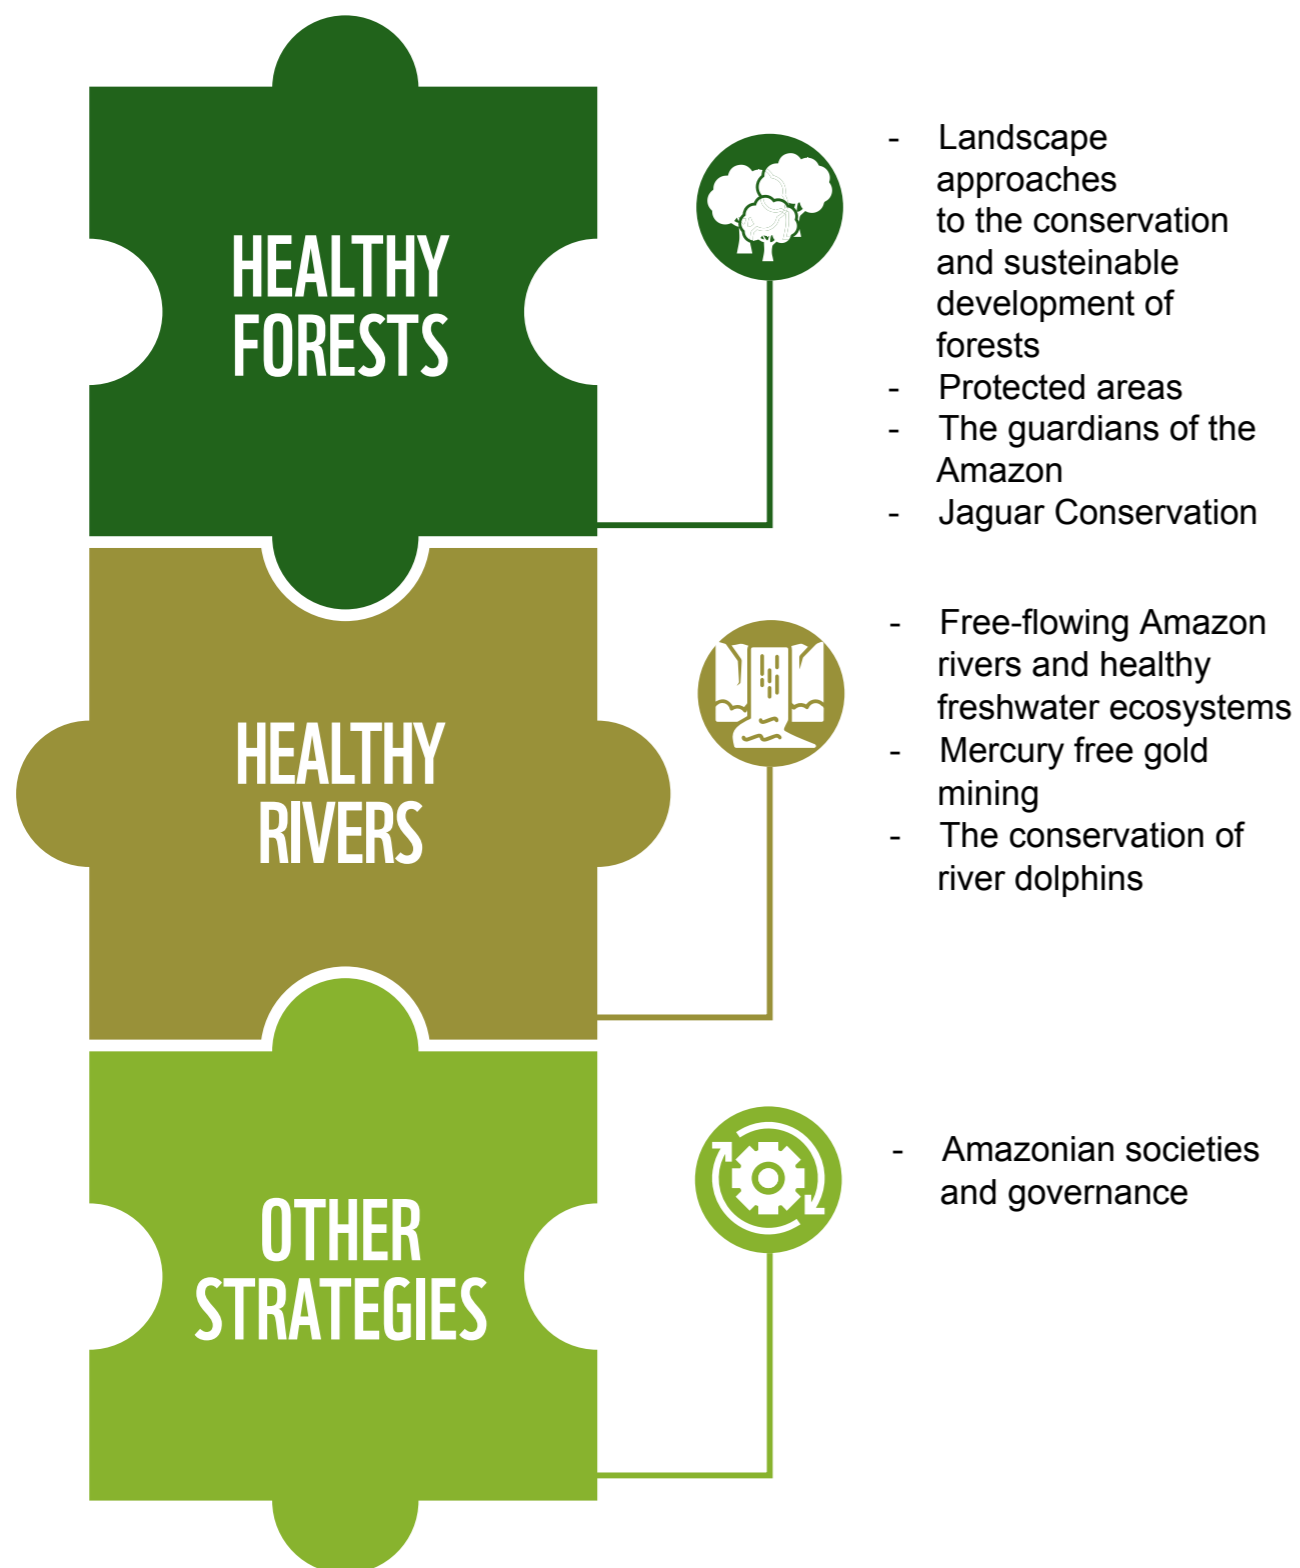 HEALTHY
FORESTS
- Landscape
approaches
to the conservation
and susteinable
development of
forests
- Protected areas
- The guardians of the
Amazon
- Jaguar Conservation
HEALTHY
RIVERS
- Free-flowing Amazon
rivers and healthy
freshwater ecosystems
- Mercury free gold
mining
- The conservation of
river dolphins
OTHER
STRATEGIES
- Amazonian societies
and governance